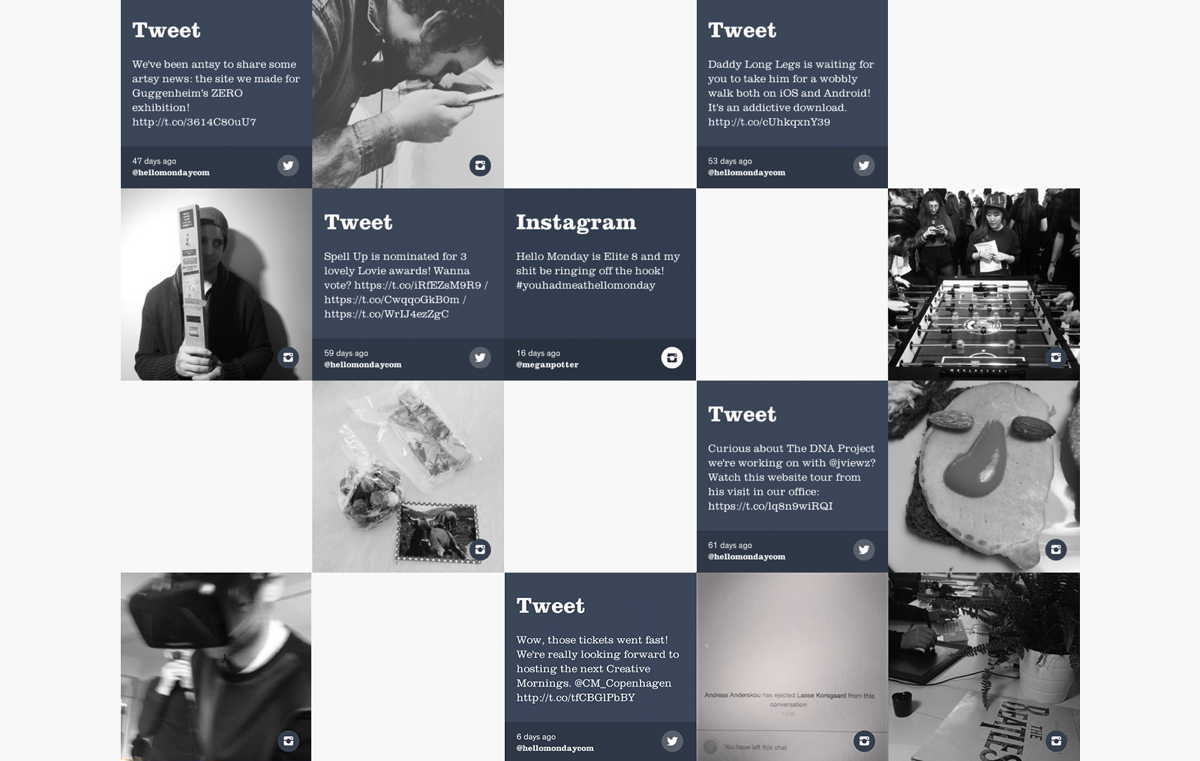 Tweet
We've been antsy to share some
artsy news: the site we made for
Guggenheim's ZERO
exhibition!
http://t.co/3614C80uU7
47 days ago
@hellomondaycom
Tweet
Daddy Long Legs is waiting for
you to take him for a wobbly
walk both on iOS and Android!
It's an addictive download.
http://t.co/cUhkqxnY39
53 days ago
@hellomondaycom
Tweet
Spell Up is nominated for 3
lovely Lovie awards! Wanna
vote? https://t.co/iRfEZsM9R9 /
https://t.co/CwqqoGkB0m /
https://t.co/WrIJ4ezZgC
59 days ago
@hellomondaycom
Instagram
Hello Monday is Elite 8 and my
shit be ringing off the hook!
#youhadmeathellomonday
16 days ago
@meganpotter
Tweet
Curious about The DNA Project
we're working on with @jviewz?
Watch this website tour from
his visit in our office:
https://t.co/lq8n9wiRQI
61 days ago
@hellomondaycom
Tweet
Wow, those tickets went fast!
We're really looking forward to
hosting the next Creative
Mornings. @CM_Copenhagen
http://t.co/tfCBGlPbBY
6 days ago
@hellomondaycom
Andreas Anderskou has ejected Lasse Korsgaard from this
conversation
You have left this chat
THE